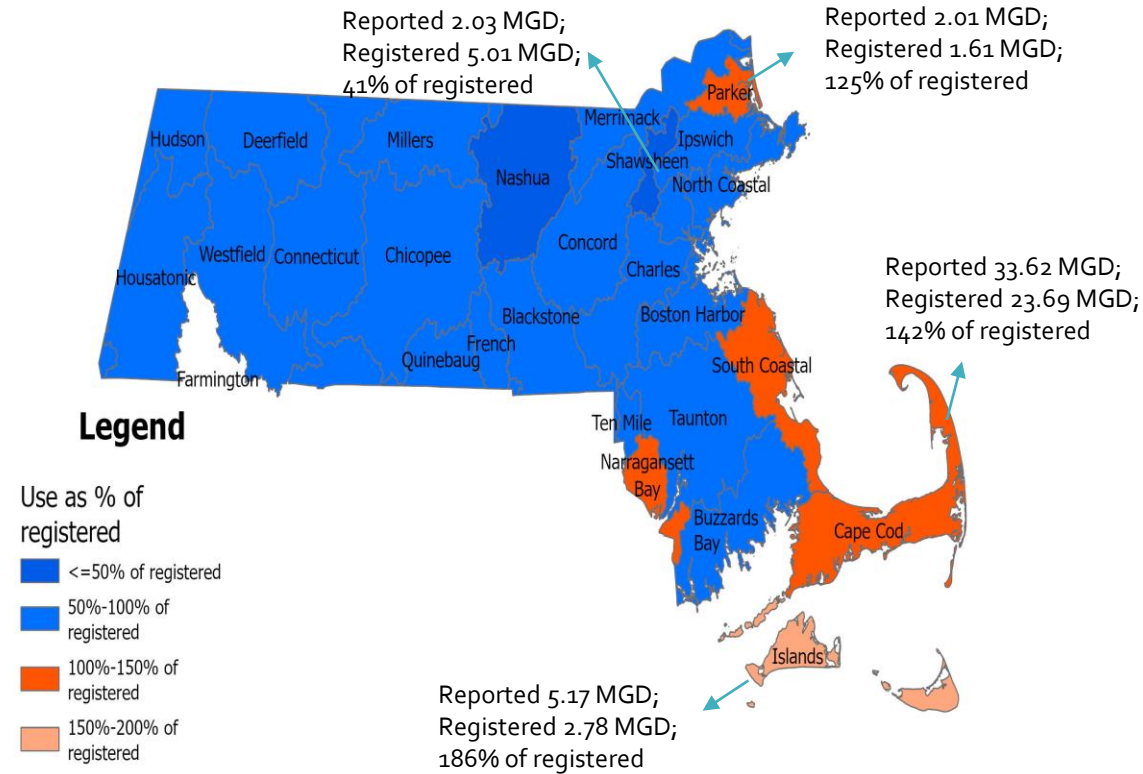 Reported 2.03 MGD;
Registered 5.01 MGD;
41% of registered
Reported 2.01 MGD;
Registered 1.61 MGD;
125% of registered
Parker
Merrimack
Hudson
Deerfield
Millers
Ipswich
Shawsheen
Nashua
North Coastal
Concord
Westfield
Connecticut
Chicopee
Charles
Housatonic
Reported 33.62 MGD;
Registered 23.69 MGD;
142% of registered
Blackstone
Boston Harbor
French
Quinebaug
South Coastal
Farmington
Legend
Ten Mile
Taunton
Narragansett
Bay
Use as % of
registered
Buzzards
Bay
Cape Cod
<=50% of registered
50%-100% of
registered
100%-150% of
registered
150%-200% of
registered
Islands
Reported 5.17 MGD;
Registered 2.78 MGD;
186% of registered